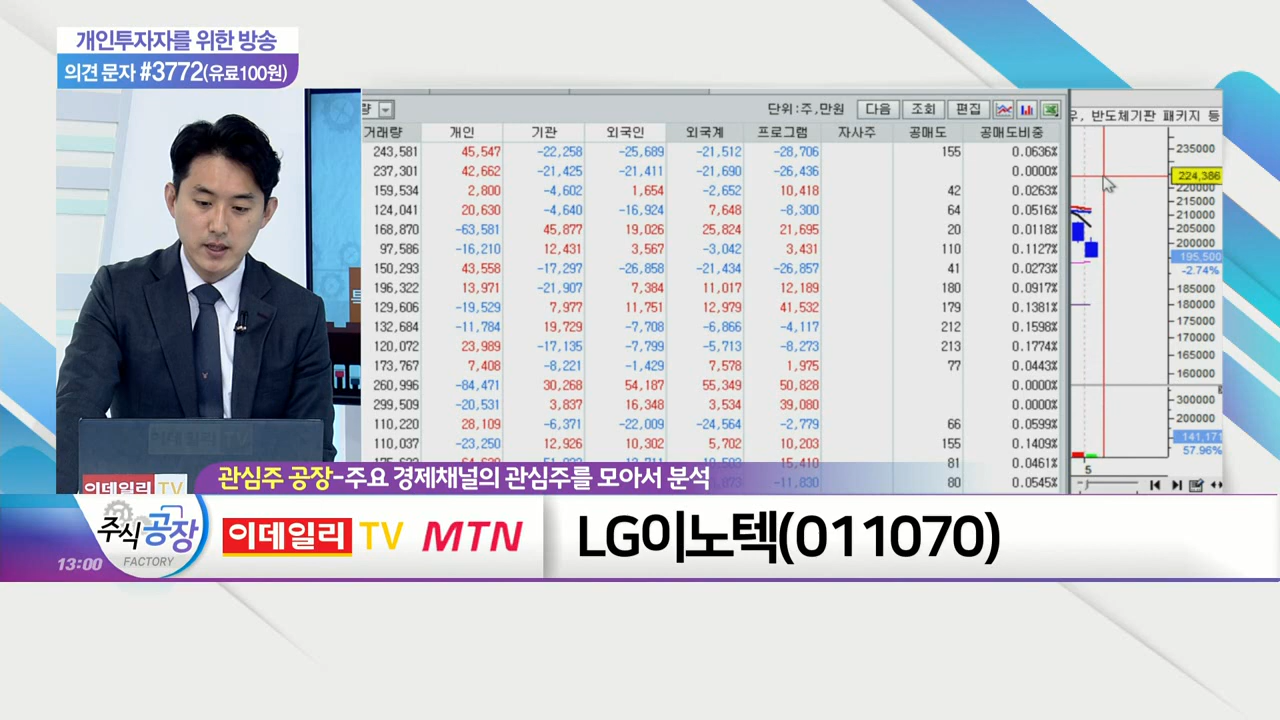 개인투자자를 위한 방송
의견 문자 #3772(유료100원)
단위:주,만원 다음 조회 편집
거래량 개인 기관 외국인 외국계 프로그램 자사주 공매도 공매도비중
243,581 45,547 -22,258 -25,689 -21,512 -28,706 155 0.0636%
237,301 42,662 -21,425 -21,411 -21,690 -26,436 0.0000%
159,534 2,800 -4,602 1,654 -2,652 10,418 42 0.0263%
124,041 20,630 -4,640 -16,924 7,648 -8,300 64 0.0516%
168,870 -63,581 45,877 19,026 25,824 21,695 20 0.0118%
97,586 -16,210 12,431 3,567 -3,042 3,431 110 0.1127%
150,293 43,558 -17,297 -26,858 -21,434 -26,857 41 0.0273%
196,322 13,971 -21,907 7,384 11,017 12,189 180 0.0917%
129,606 -19,529 7,977 11,751 12,979 41,532 179 0.1381%
132,684 -11,784 19,729 -7,708 -6,866 -4,117 212 0.1598%
120,072 23,989 -17,135 -7,799 -5,713 -8,273 213 0.1774%
173,767 7,408 -8,221 -1,429 7,578 1,975 77 0.0443%
260,996 -84,471 30,268 54,187 55,349 50,828 0.0000%
299,509 -20,531 3,837 16,348 3,534 39,080 0.0000%
110,220 28,109 -6,371 -22,009 -24,564 -2,779 66 0.0599%
110,037 -23,250 12,926 10,302 5,702 10,203 155 0.1409%
15,410 81 0.0461%
-11,830 80 0.0545%
반도체기판 패키지 등
235000
224,386
220000
215000
210000
205000
200000
195,500
-2.74%
185000
180000
175000
170000
165000
160000
300000
200000
141,171
57.96%
5
이데일리 TV
이데일리 TV
관심주 공장-주요 경제채널의 관심주를 모아서 분석
주식공장
FACTORY
13:00
이데일리 TV MTN
LG이노텍(011070)